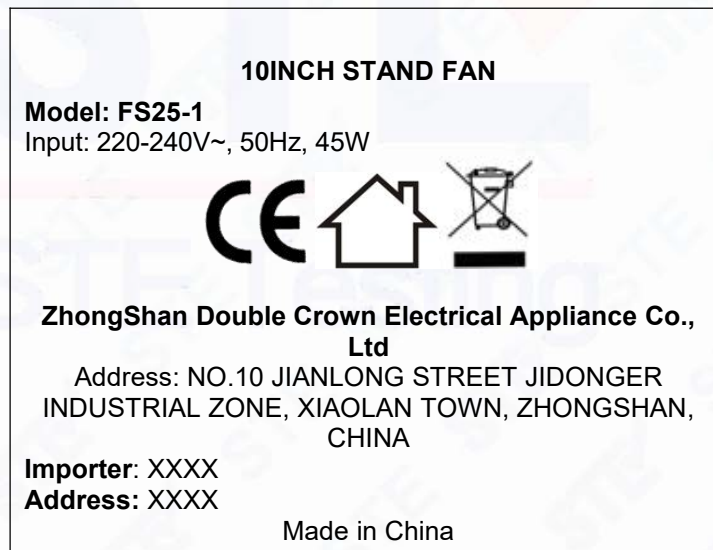 10INCH STAND FAN
Model: FS25-1
Input: 220-240V~, 50Hz, 45W
CE
ZhongShan Double Crown Electrical Appliance Co.,
Ltd
Address: NO.10 JIANLONG STREET JIDONGER
INDUSTRIAL ZONE, XIAOLAN TOWN, ZHONGSHAN,
CHINA
Importer: XXXX
Address: XXXX
Made in China
STE Testing